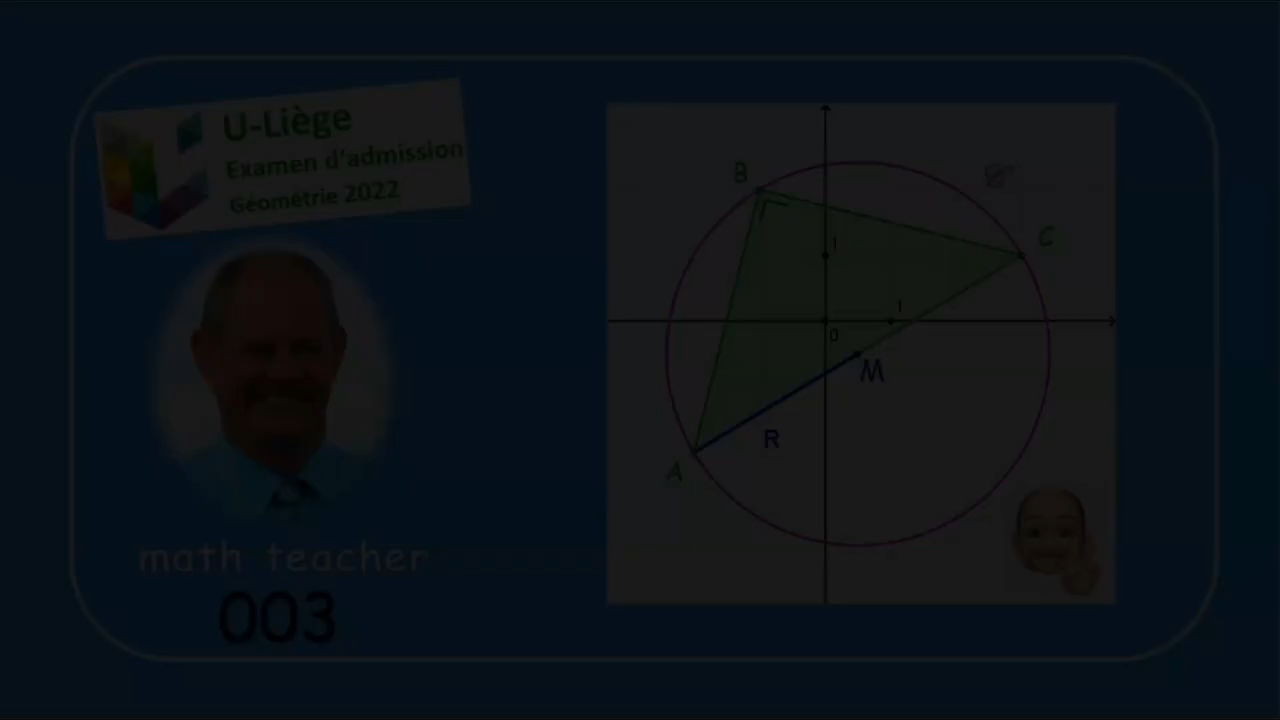 U-Liège
Examen d'admission
Géométrie 2022
math teacher
003
B
C
1
1
0
M
R
A